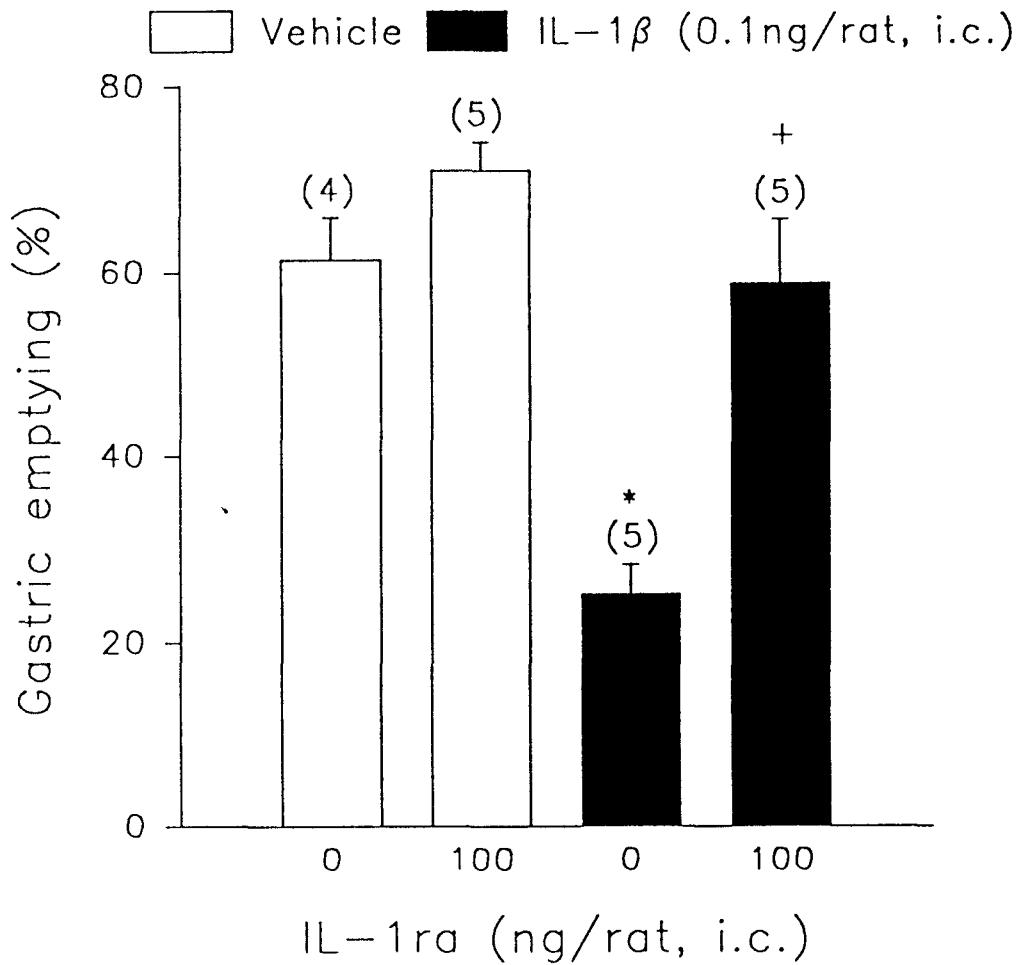 Vehicle IL-1β (0.1ng/rat, i.c.)
80
60
40
20
0
Gastric emptying (%)
(4)
(5)
*
(5)
+
(5)
0 100 0 100
IL-1ra (ng/rat, i.c.)